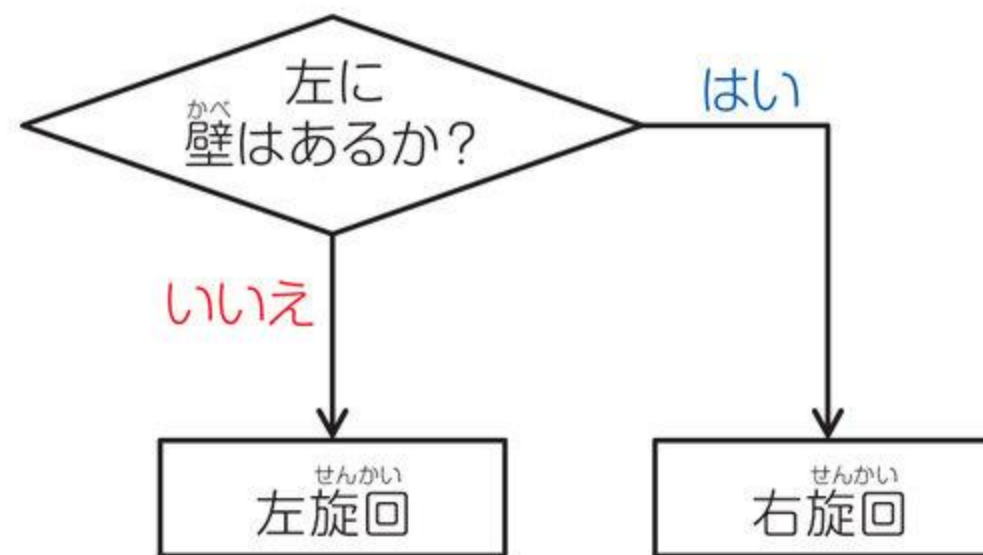 左に
壁はあるか？
かべ
はい
いいえ
左旋回
せんかい
右旋回
せんかい